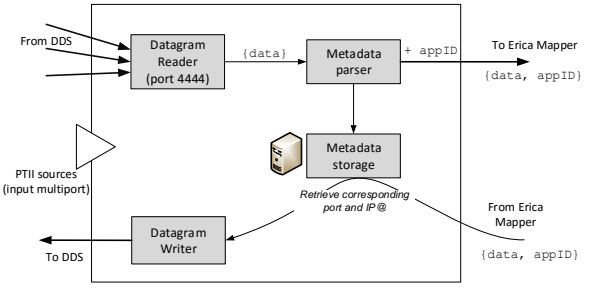 From DDS
Datagram
Reader
(port 4444)
{data}
Metadata
parser
+ appID
To Erica Mapper
{data, appID}
PTII sources
(input multiport)
Metadata
storage
Retrieve corresponding
port and IP@
From Erica
Mapper
{data, appID}
Datagram
Writer
To DDS